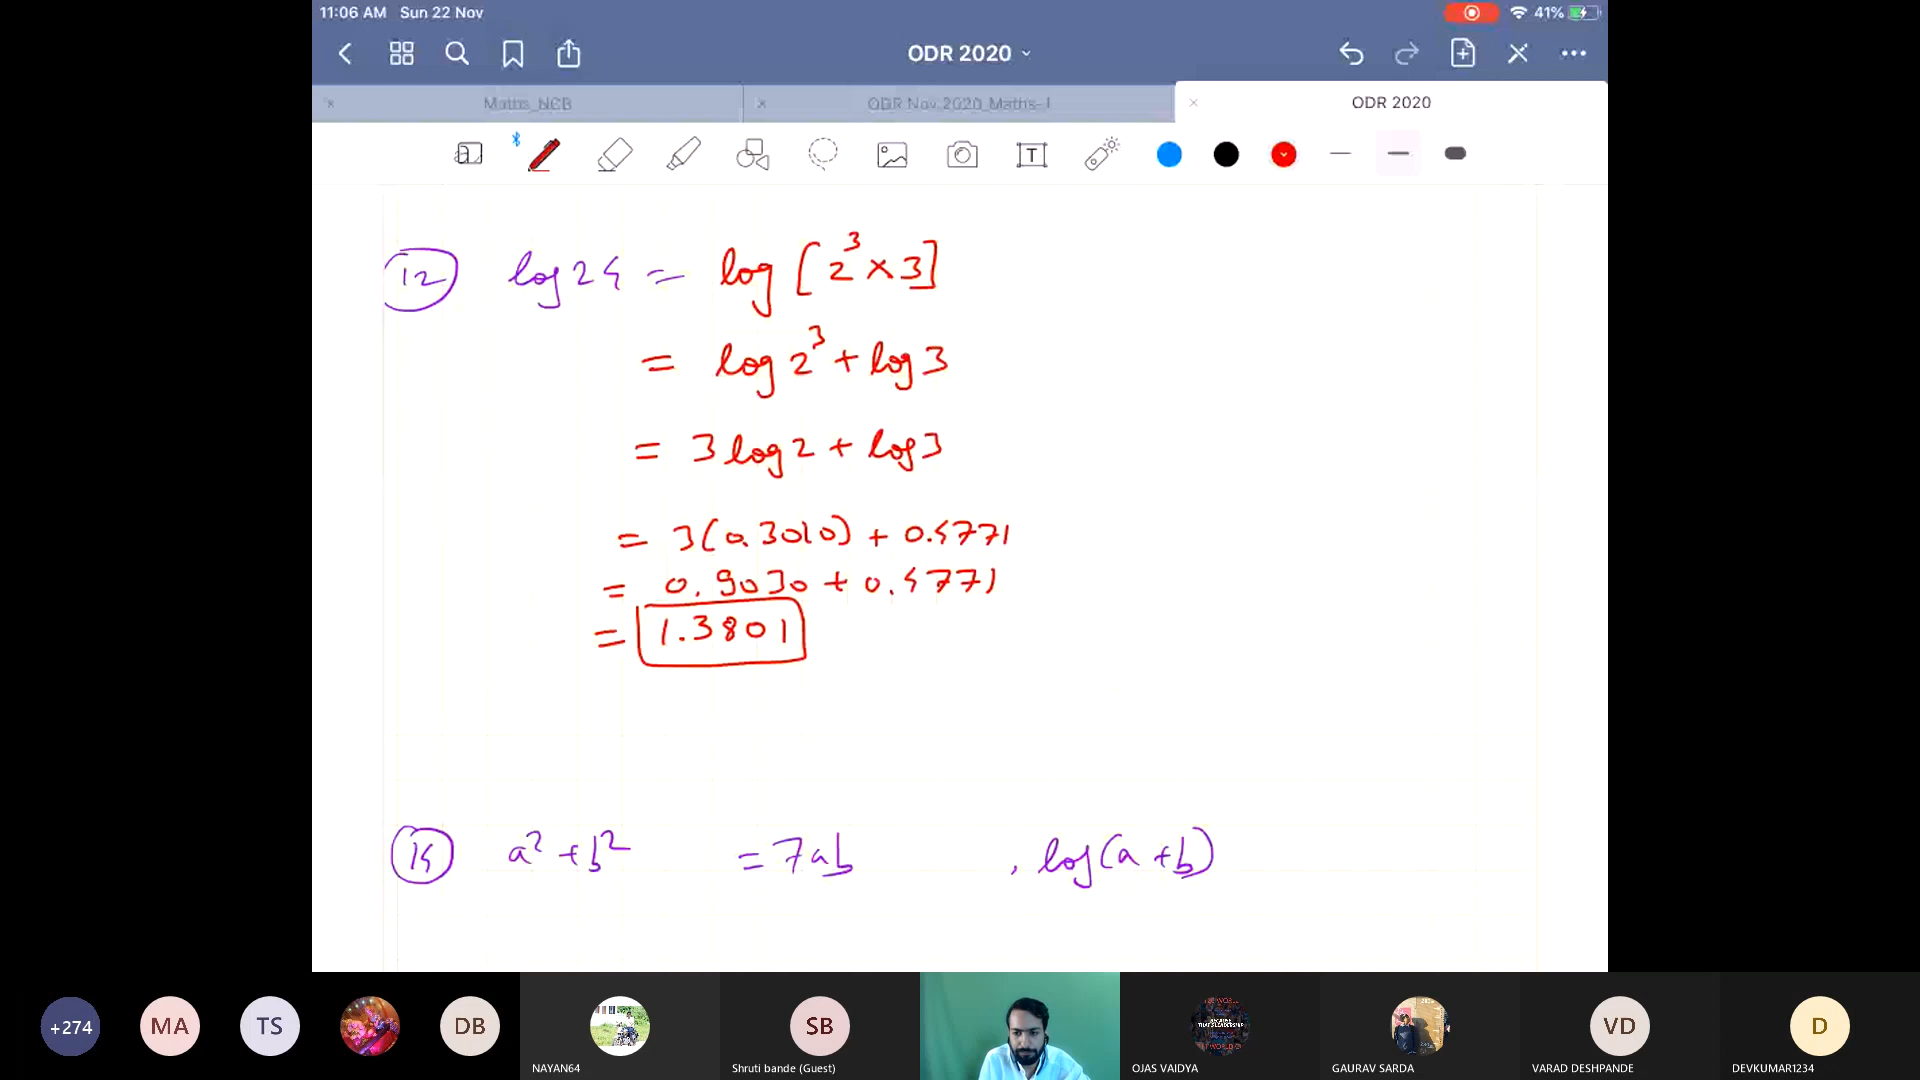 11:06 AM Sun 22 Nov 41%
ODR 2020
Maths_NCB ODR Nov 2020_Maths-I ODR 2020
(12) log 24 = log [2³ × 3]
= log 2³ + log 3
= 3 log 2 + log 3
= 3(0.3010) + 0.4771
= 0.9030 + 0.4771
= 1.3801
(14) a² + b² = 7ab , log(a + b)
+274 MA TS DB SB VD D
NAYAN64 Shruti bande (Guest) OJAS VAIDYA GAURAV SARDA VARAD DESHPANDE DEVKUMAR1234